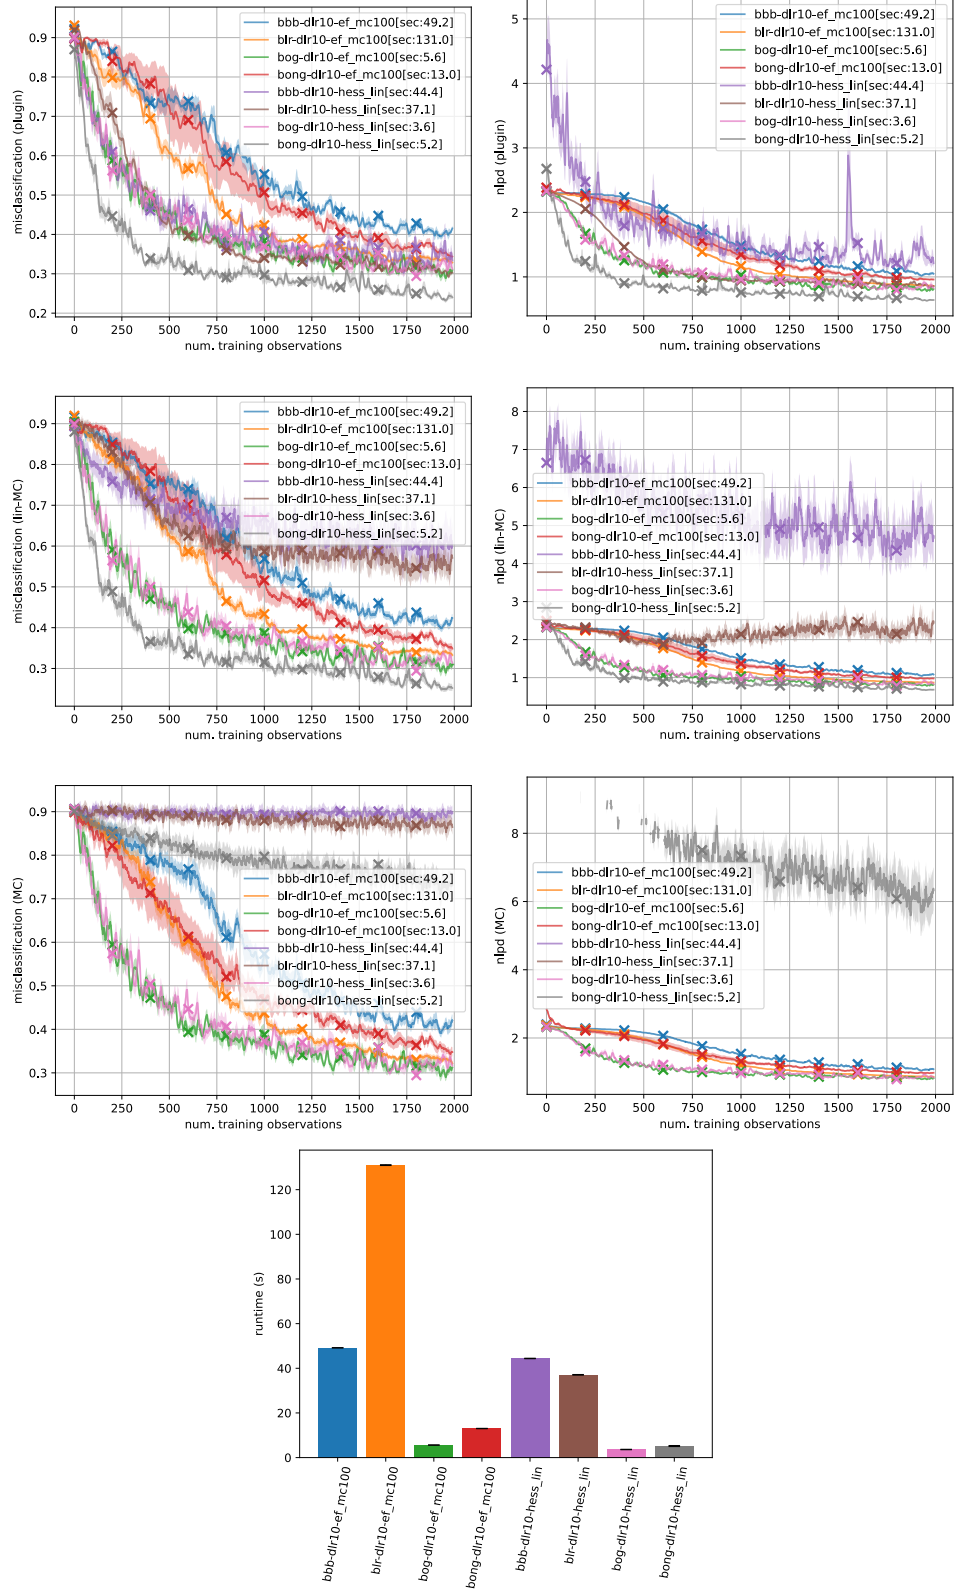 bbb-dlr10-ef_mc100[sec:49.2]
blr-dlr10-ef_mc100[sec:131.0]
bog-dlr10-ef_mc100[sec:5.6]
bong-dlr10-ef_mc100[sec:13.0]
bbb-dlr10-hess_lin[sec:44.4]
blr-dlr10-hess_lin[sec:37.1]
bog-dlr10-hess_lin[sec:3.6]
bong-dlr10-hess_lin[sec:5.2]
misclassification (plugin)
0.9
0.8
0.7
0.6
0.5
0.4
0.3
0.2
0 250 500 750 1000 1250 1500 1750 2000
num. training observations
bbb-dlr10-ef_mc100[sec:49.2]
blr-dlr10-ef_mc100[sec:131.0]
bog-dlr10-ef_mc100[sec:5.6]
bong-dlr10-ef_mc100[sec:13.0]
bbb-dlr10-hess_lin[sec:44.4]
blr-dlr10-hess_lin[sec:37.1]
bog-dlr10-hess_lin[sec:3.6]
bong-dlr10-hess_lin[sec:5.2]
nlpd (plugin)
5
4
3
2
1
0 250 500 750 1000 1250 1500 1750 2000
num. training observations
bbb-dlr10-ef_mc100[sec:49.2]
blr-dlr10-ef_mc100[sec:131.0]
bog-dlr10-ef_mc100[sec:5.6]
bong-dlr10-ef_mc100[sec:13.0]
bbb-dlr10-hess_lin[sec:44.4]
blr-dlr10-hess_lin[sec:37.1]
bog-dlr10-hess_lin[sec:3.6]
bong-dlr10-hess_lin[sec:5.2]
misclassification (lin-MC)
0.9
0.8
0.7
0.6
0.5
0.4
0.3
0 250 500 750 1000 1250 1500 1750 2000
num. training observations
bbb-dlr10-ef_mc100[sec:49.2]
blr-dlr10-ef_mc100[sec:131.0]
bog-dlr10-ef_mc100[sec:5.6]
bong-dlr10-ef_mc100[sec:13.0]
bbb-dlr10-hess_lin[sec:44.4]
blr-dlr10-hess_lin[sec:37.1]
bog-dlr10-hess_lin[sec:3.6]
bong-dlr10-hess_lin[sec:5.2]
nlpd (lin-MC)
8
7
6
5
4
3
2
1
0 250 500 750 1000 1250 1500 1750 2000
num. training observations
bbb-dlr10-ef_mc100[sec:49.2]
blr-dlr10-ef_mc100[sec:131.0]
bog-dlr10-ef_mc100[sec:5.6]
bong-dlr10-ef_mc100[sec:13.0]
bbb-dlr10-hess_lin[sec:44.4]
blr-dlr10-hess_lin[sec:37.1]
bog-dlr10-hess_lin[sec:3.6]
bong-dlr10-hess_lin[sec:5.2]
misclassification (MC)
0.9
0.8
0.7
0.6
0.5
0.4
0.3
0 250 500 750 1000 1250 1500 1750 2000
num. training observations
bbb-dlr10-ef_mc100[sec:49.2]
blr-dlr10-ef_mc100[sec:131.0]
bog-dlr10-ef_mc100[sec:5.6]
bong-dlr10-ef_mc100[sec:13.0]
bbb-dlr10-hess_lin[sec:44.4]
blr-dlr10-hess_lin[sec:37.1]
bog-dlr10-hess_lin[sec:3.6]
bong-dlr10-hess_lin[sec:5.2]
nlpd (MC)
8
6
4
2
0 250 500 750 1000 1250 1500 1750 2000
num. training observations
runtime (s)
120
100
80
60
40
20
0
bbb-dlr10-ef_mc100
blr-dlr10-ef_mc100
bog-dlr10-ef_mc100
bong-dlr10-ef_mc100
bbb-dlr10-hess_lin
blr-dlr10-hess_lin
bog-dlr10-hess_lin
bong-dlr10-hess_lin